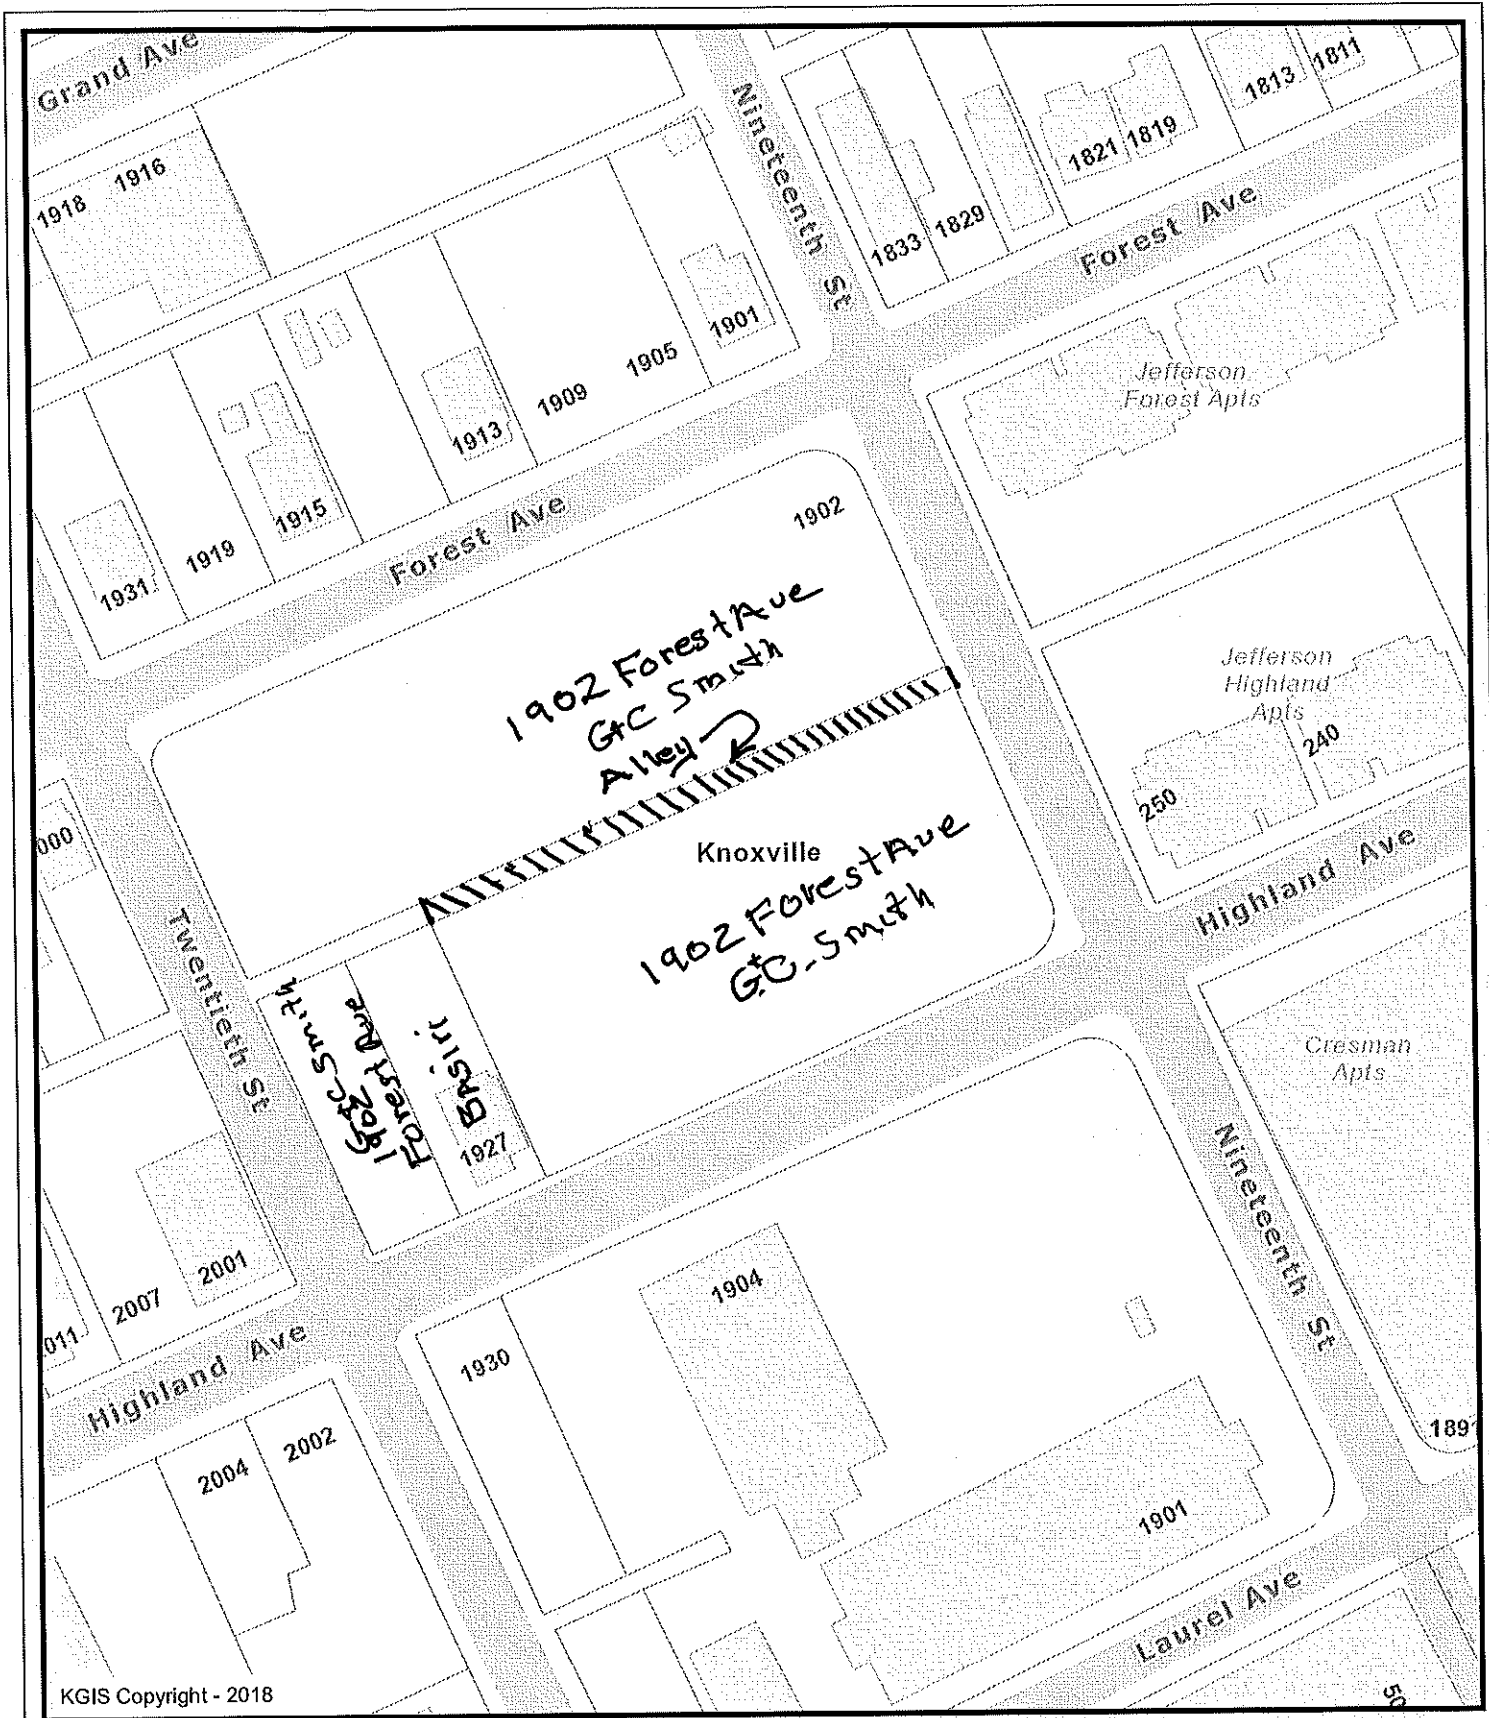 Grand Ave
Nineteenth St
1918
1916
1833
1829
1821
1819
1813
1811
Forest Ave
1901
1905
1909
1913
1915
1919
1931
Forest Ave
Jefferson
Forest Apts
1902
1902 Forest Ave
G+C Smith
Alley
Jefferson
Highland
Apts
240
250
Highland Ave
000
Knoxville
1902 Forest Ave
G+C Smith
Twentieth St
G+C Smith
1902
Forest Ave
BASiri
1927
Cresman
Apts
Nineteenth St
2001
2007
011
Highland Ave
1904
1930
2002
2004
1901
1891
Laurel Ave
50
KGIS Copyright - 2018